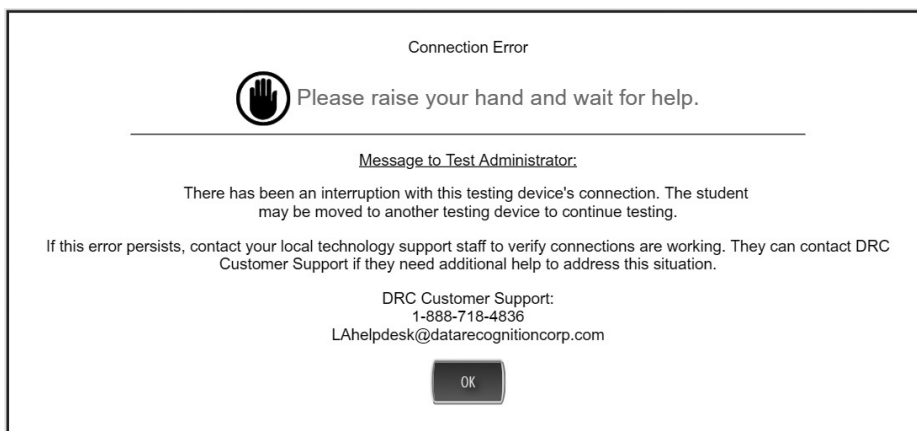 Connection Error
Please raise your hand and wait for help.
Message to Test Administrator:
There has been an interruption with this testing device's connection. The student
may be moved to another testing device to continue testing.
If this error persists, contact your local technology support staff to verify connections are working. They can contact DRC
Customer Support if they need additional help to address this situation.
DRC Customer Support:
1-888-718-4836
LAhelpdesk@datarecognitioncorp.com
OK